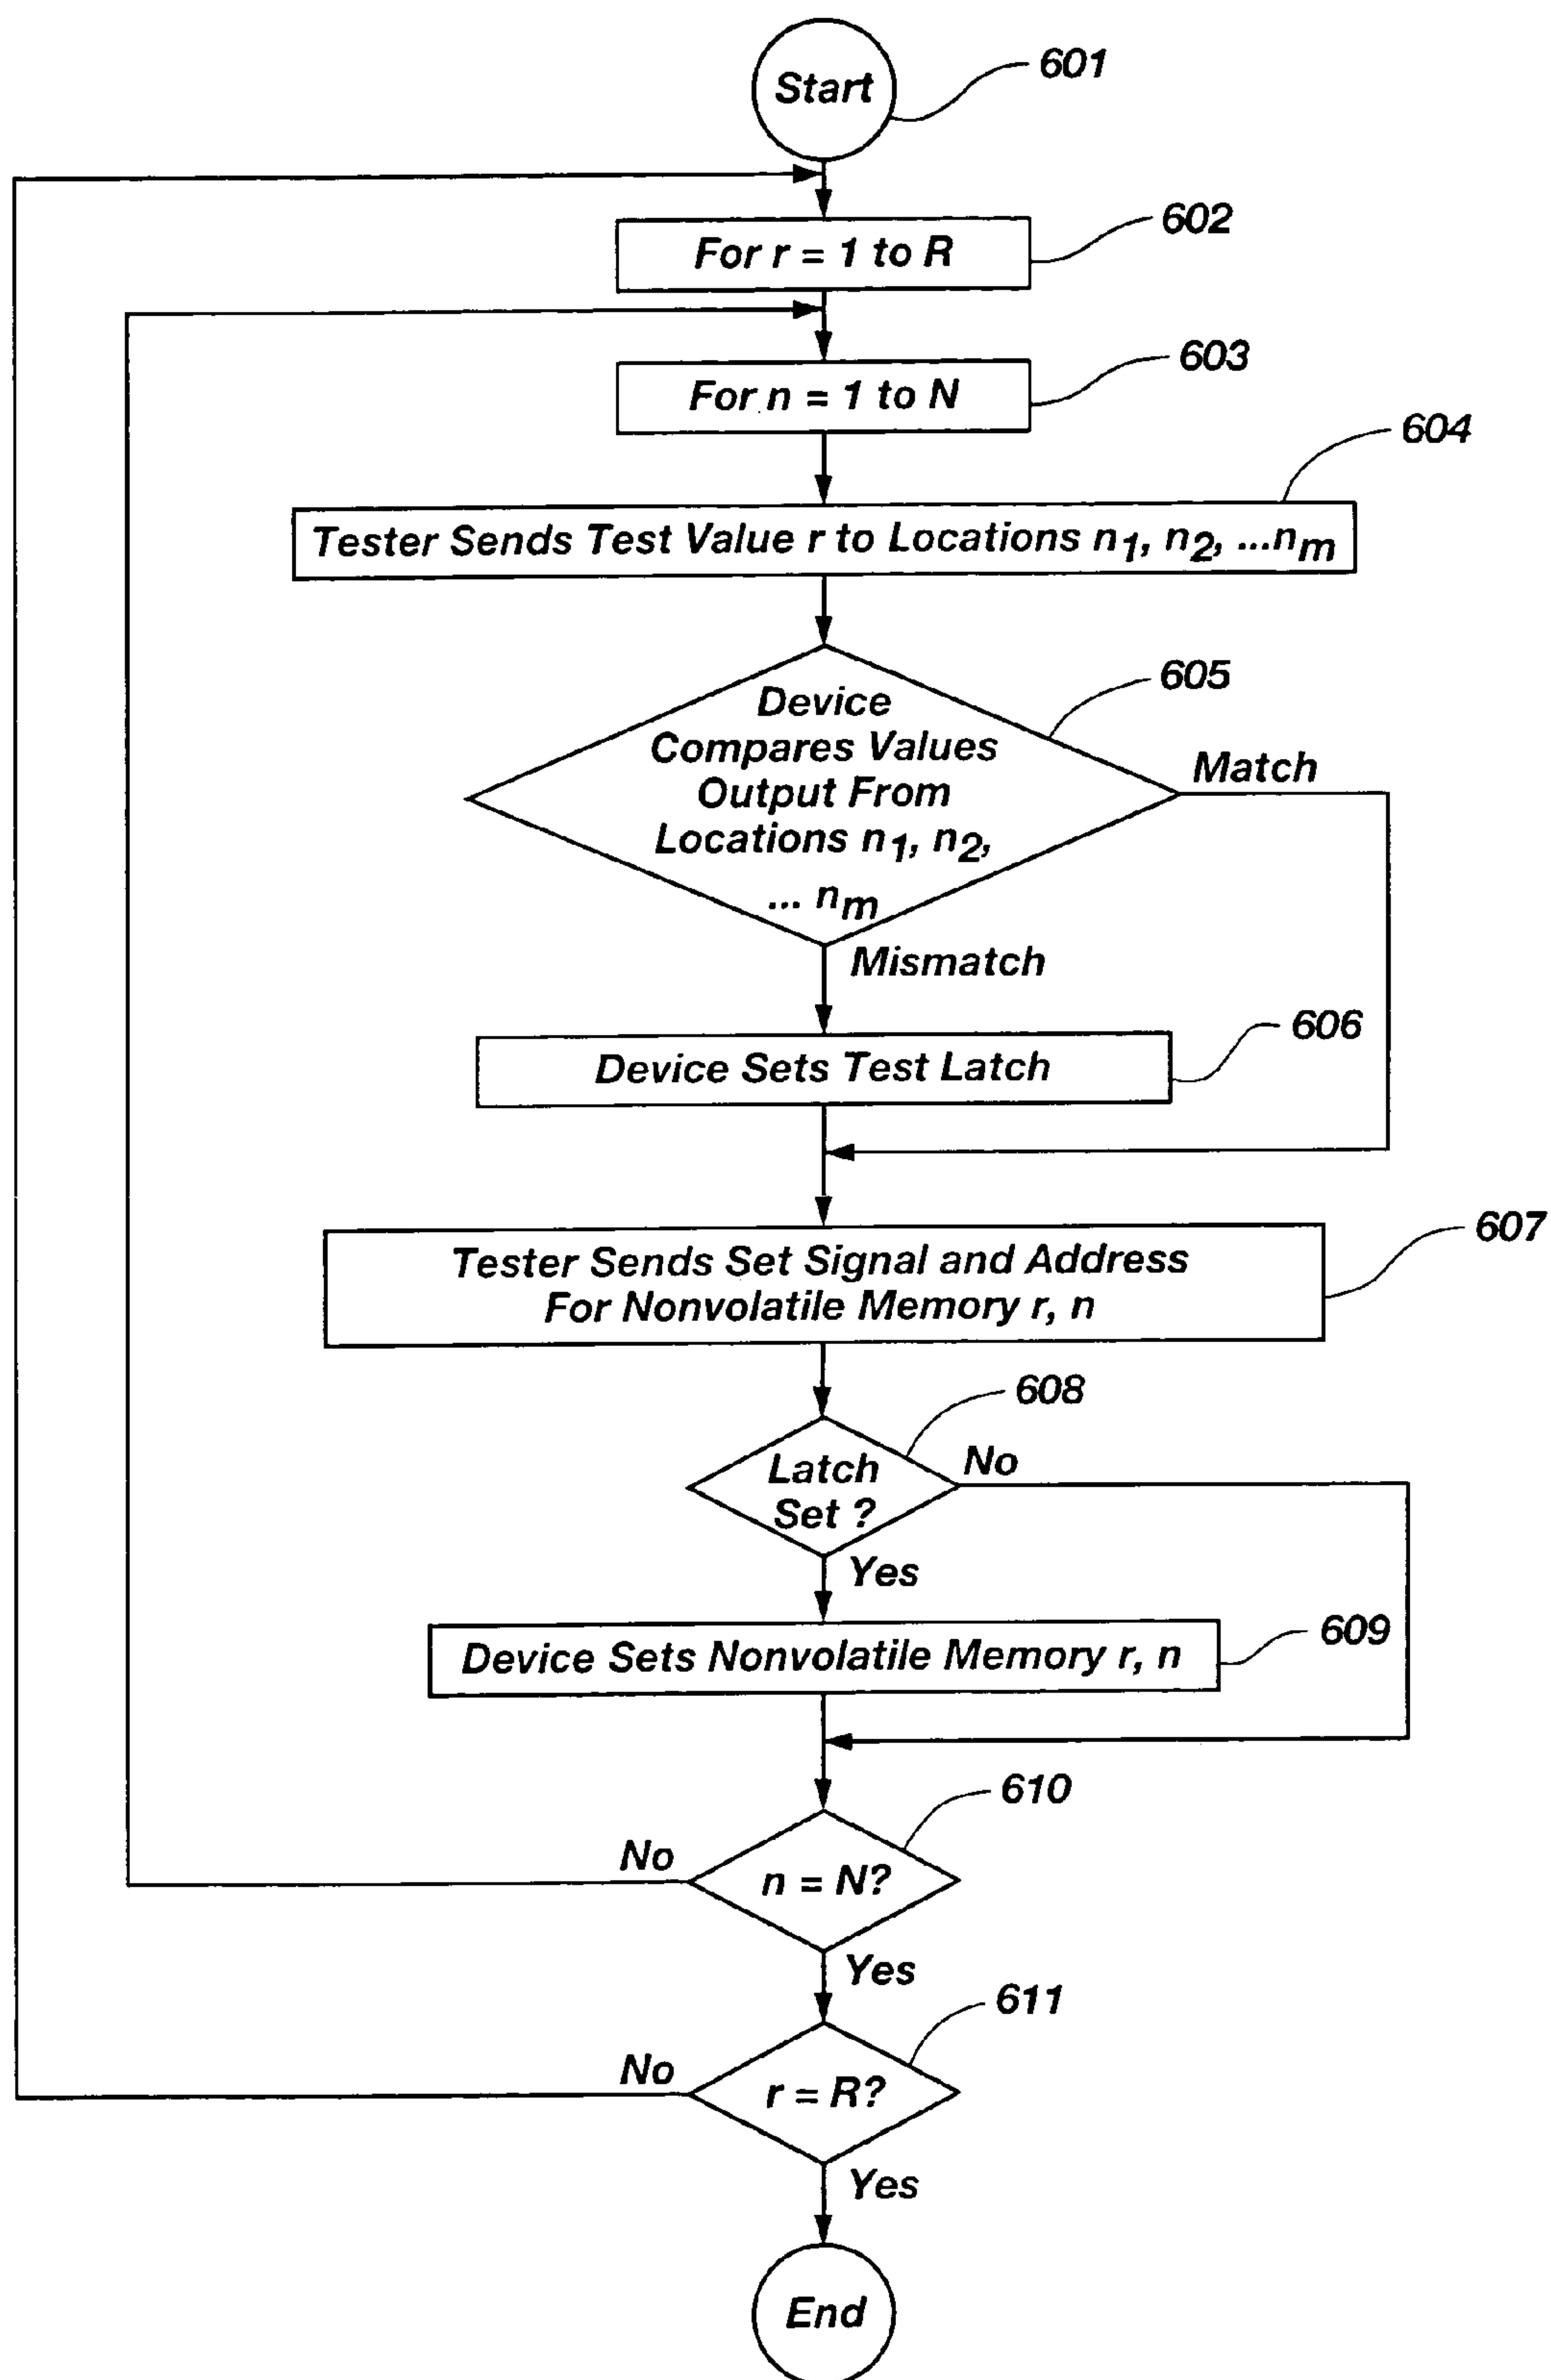 Start
601
For r = 1 to R
602
For n = 1 to N
603
604
Tester Sends Test Value r to Locations n1, n2, ...nm
Device
Compares Values
Output From
Locations n1, n2,
... nm
605
Match
Mismatch
Device Sets Test Latch
606
Tester Sends Set Signal and Address
For Nonvolatile Memory r, n
607
608
Latch
Set ?
No
Yes
Device Sets Nonvolatile Memory r, n
609
610
No
n = N?
Yes
611
No
r = R?
Yes
End